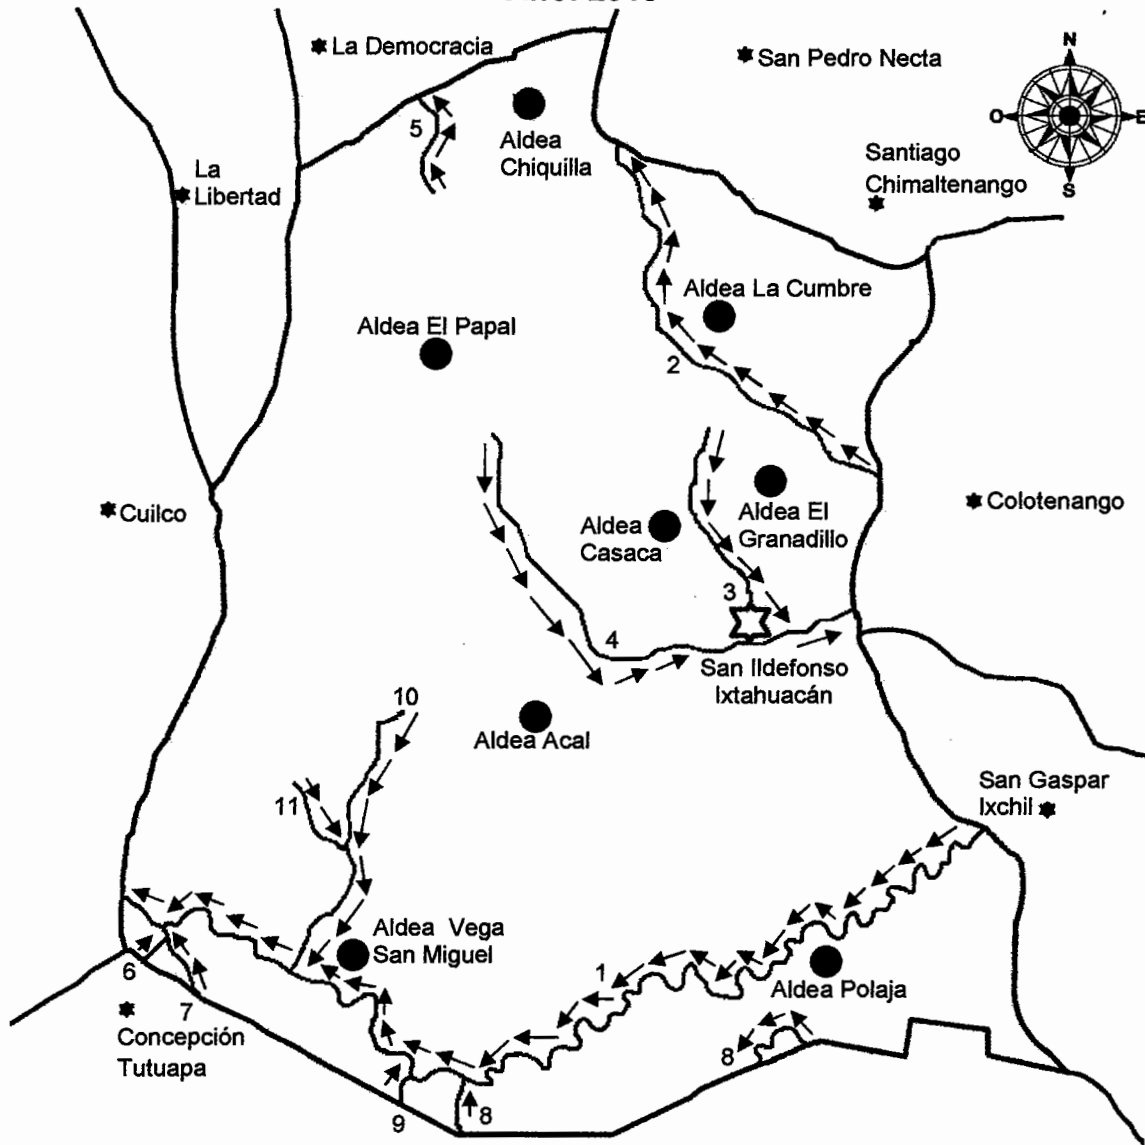 La Democracia
San Pedro Necta
N
O
E
S
5
Aldea
Chiquilla
La
Libertad
Santiago
Chimaltenango
Aldea La Cumbre
Aldea El Papal
2
Cuilco
Aldea
Casaca
Aldea El
Granadillo
Colotenango
3
4
San Ildefonso
Ixtahuacán
10
Aldea Acal
11
San Gaspar
Ixchil
Aldea Vega
San Miguel
6
7
1
Aldea Polaja
Concepción
Tutuapa
8
9
8